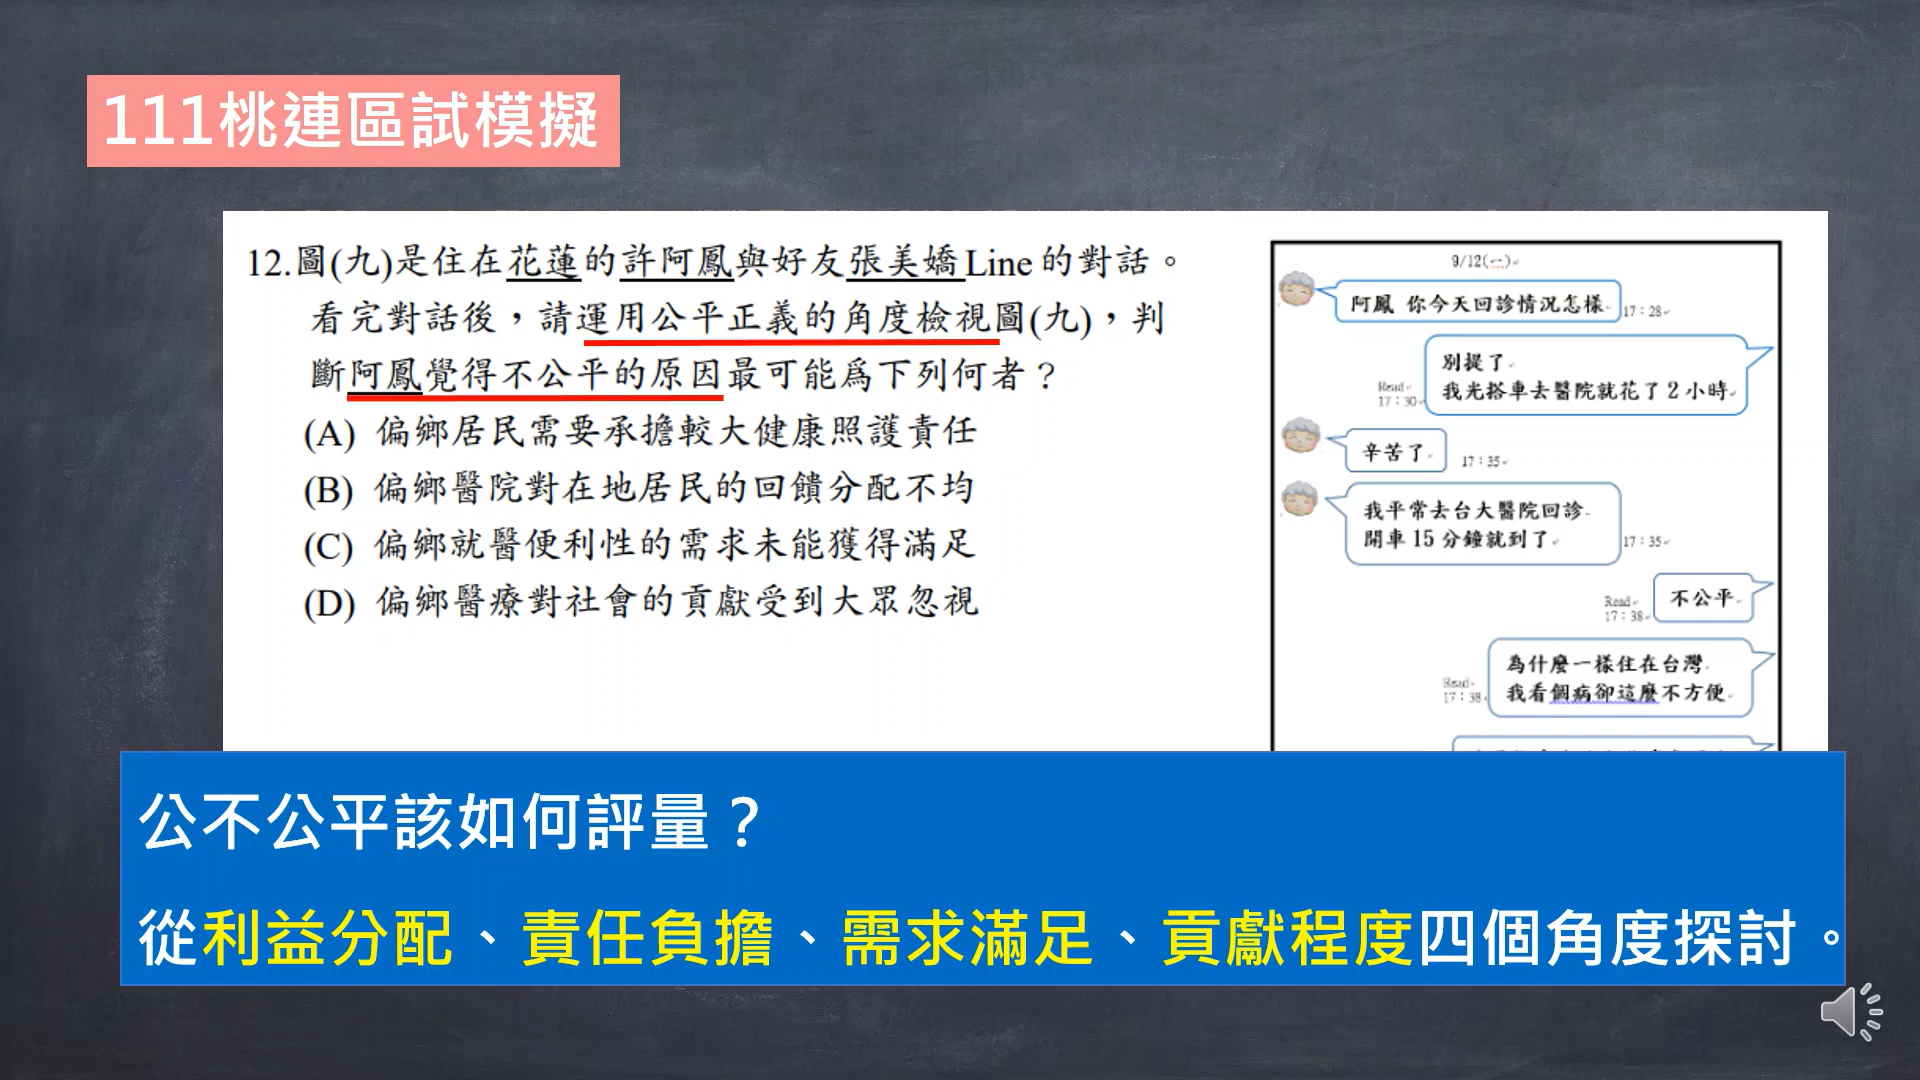 111桃連區試模擬
12.圖(九)是住在花蓮的許阿鳳與好友張美嬌Line的對話。
看完對話後，請運用公平正義的角度檢視圖(九)，判
斷阿鳳覺得不公平的原因最可能為下列何者？
(A) 偏鄉居民需要承擔較大健康照護責任
(B) 偏鄉醫院對在地居民的回饋分配不均
(C) 偏鄉就醫便利性的需求未能獲得滿足
(D) 偏鄉醫療對社會的貢獻受到大眾忽視
9/12(一)
阿鳳 你今天回診情況怎樣
17：28
別提了
我光搭車去醫院就花了2小時
Read
17：30
辛苦了
17：35
我平常去台大醫院回診
開車15分鐘就到了
17：35
不公平
Read
17：38
為什麼一樣住在台灣
我看個病卻這麼不方便
Read
17：38
公不公平該如何評量？
從利益分配、責任負擔、需求滿足、貢獻程度四個角度探討。